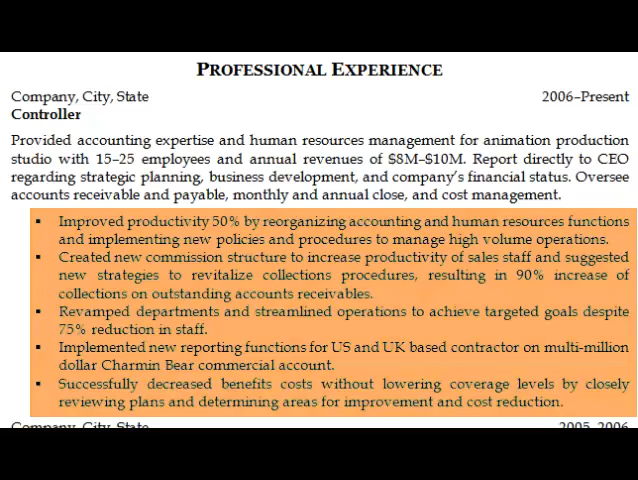 PROFESSIONAL EXPERIENCE
Company, City, State 2006–Present
Controller
Provided accounting expertise and human resources management for animation production
studio with 15–25 employees and annual revenues of $8M–$10M. Report directly to CEO
regarding strategic planning, business development, and company's financial status. Oversee
accounts receivable and payable, monthly and annual close, and cost management.
▪ Improved productivity 50% by reorganizing accounting and human resources functions
and implementing new policies and procedures to manage high volume operations.
▪ Created new commission structure to increase productivity of sales staff and suggested
new strategies to revitalize collections procedures, resulting in 90% increase of
collections on outstanding accounts receivables.
▪ Revamped departments and streamlined operations to achieve targeted goals despite
75% reduction in staff.
▪ Implemented new reporting functions for US and UK based contractor on multi-million
dollar Charmin Bear commercial account.
▪ Successfully decreased benefits costs without lowering coverage levels by closely
reviewing plans and determining areas for improvement and cost reduction.
Company, City, State 2005-2006